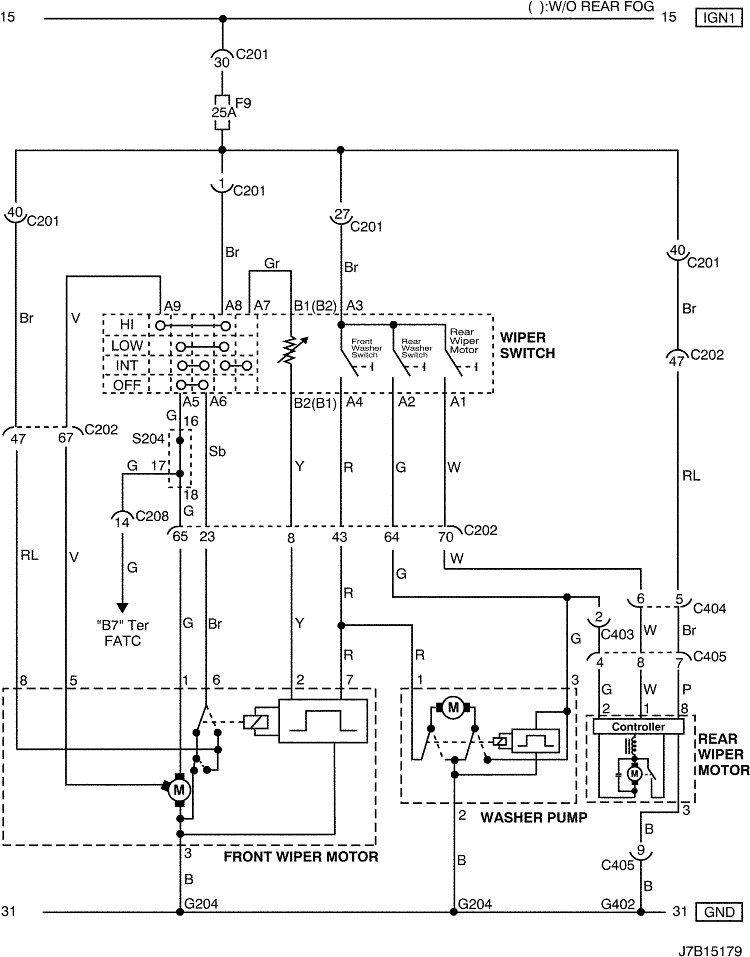 ( ):W/O REAR FOG
15
15
IGN1
30
C201
F9
25A
1
C201
40
C201
27
C201
40
C201
Br
Gr
Br
Br
V
Br
A9
A8
A7
B1(B2)
A3
HI
LOW
INT
OFF
Front
Washer
Switch
Rear
Washer
Switch
Rear
Wiper
Motor
WIPER
SWITCH
47
C202
A5
A6
B2(B1)
A4
A2
A1
G
16
47
67
C202
S204
Sb
G
17
Y
R
G
W
RL
18
G
14
C208
65
23
8
43
64
70
C202
RL
V
G
G
W
"B7" Ter
FATC
G
Br
Y
R
R
R
G
2
C403
6
5
C404
W
Br
4
8
7
C405
8
5
1
6
2
7
1
3
G
W
P
2
1
8
M
Controller
M
REAR
WIPER
MOTOR
M
3
2
WASHER PUMP
FRONT WIPER MOTOR
3
B
9
C405
B
B
B
31
G204
G204
G402
31
GND
J7B15179